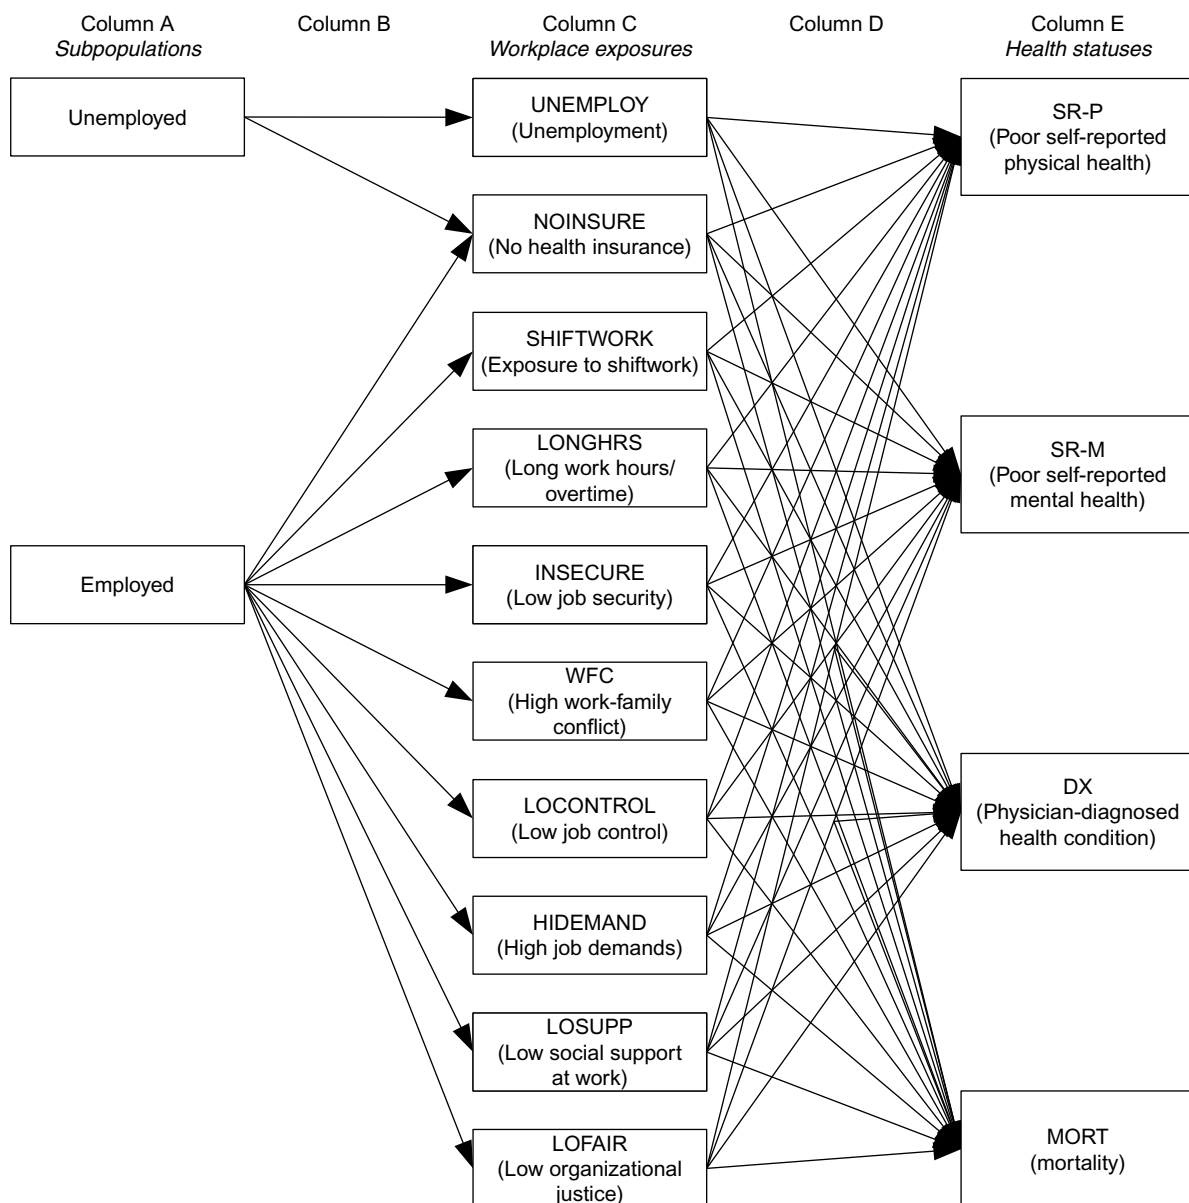 Column A
Subpopulations
Column B
Column C
Workplace exposures
Column D
Column E
Health statuses
Unemployed
Employed
UNEMPLOY
(Unemployment)
NOINSURE
(No health insurance)
SHIFTWORK
(Exposure to shiftwork)
LONGHRS
(Long work hours/
overtime)
INSECURE
(Low job security)
WFC
(High work-family
conflict)
LOCONTROL
(Low job control)
HIDEMAND
(High job demands)
LOSUPP
(Low social support
at work)
LOFAIR
(Low organizational
justice)
SR-P
(Poor self-reported
physical health)
SR-M
(Poor self-reported
mental health)
DX
(Physician-diagnosed
health condition)
MORT
(mortality)